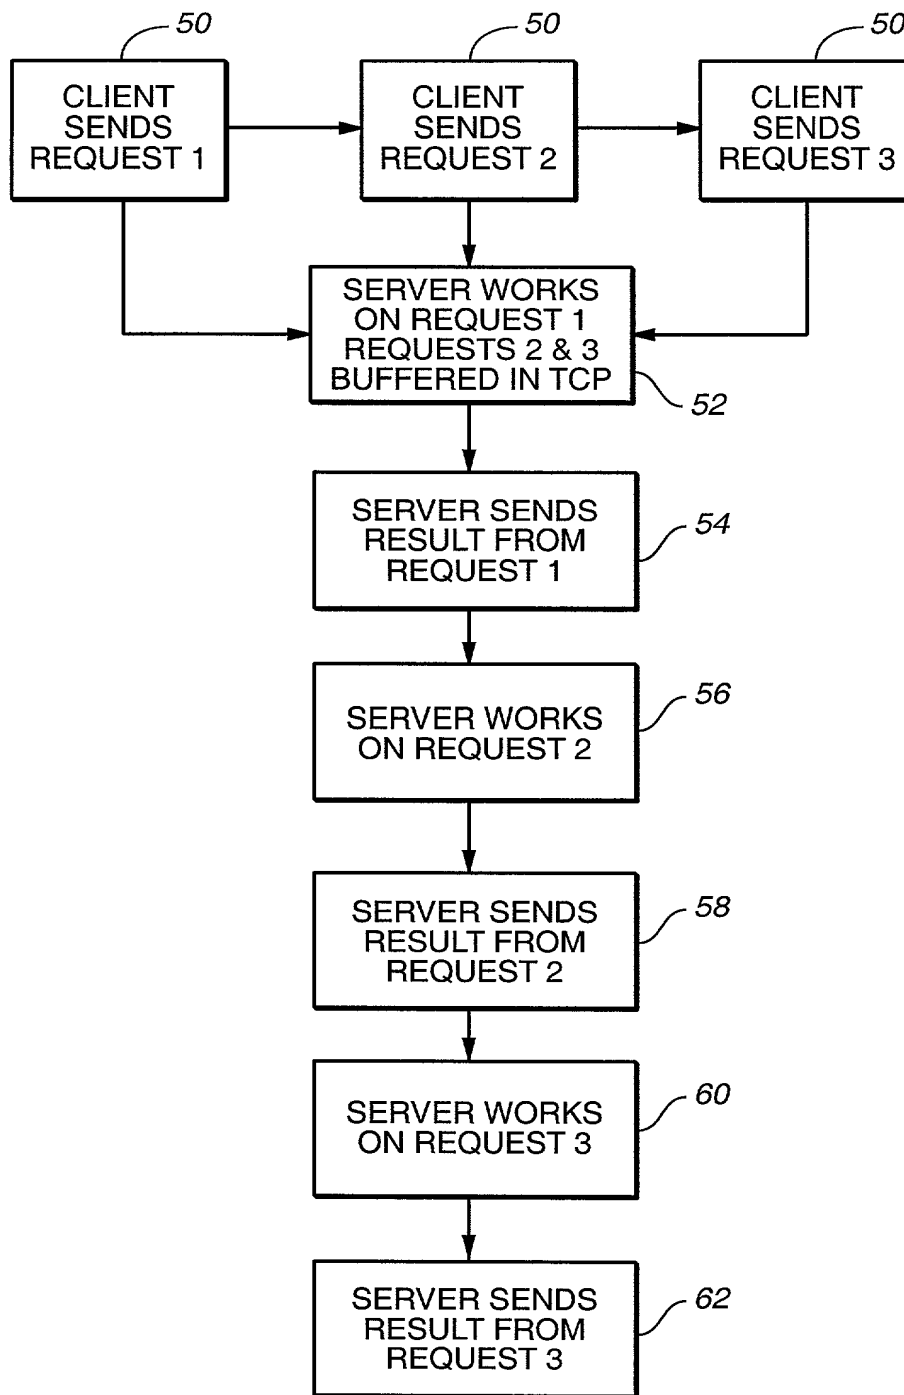 50
50
50
CLIENT
SENDS
REQUEST 1
CLIENT
SENDS
REQUEST 2
CLIENT
SENDS
REQUEST 3
SERVER WORKS
ON REQUEST 1
REQUESTS 2 & 3
BUFFERED IN TCP
52
SERVER SENDS
RESULT FROM
REQUEST 1
54
SERVER WORKS
ON REQUEST 2
56
SERVER SENDS
RESULT FROM
REQUEST 2
58
SERVER WORKS
ON REQUEST 3
60
SERVER SENDS
RESULT FROM
REQUEST 3
62